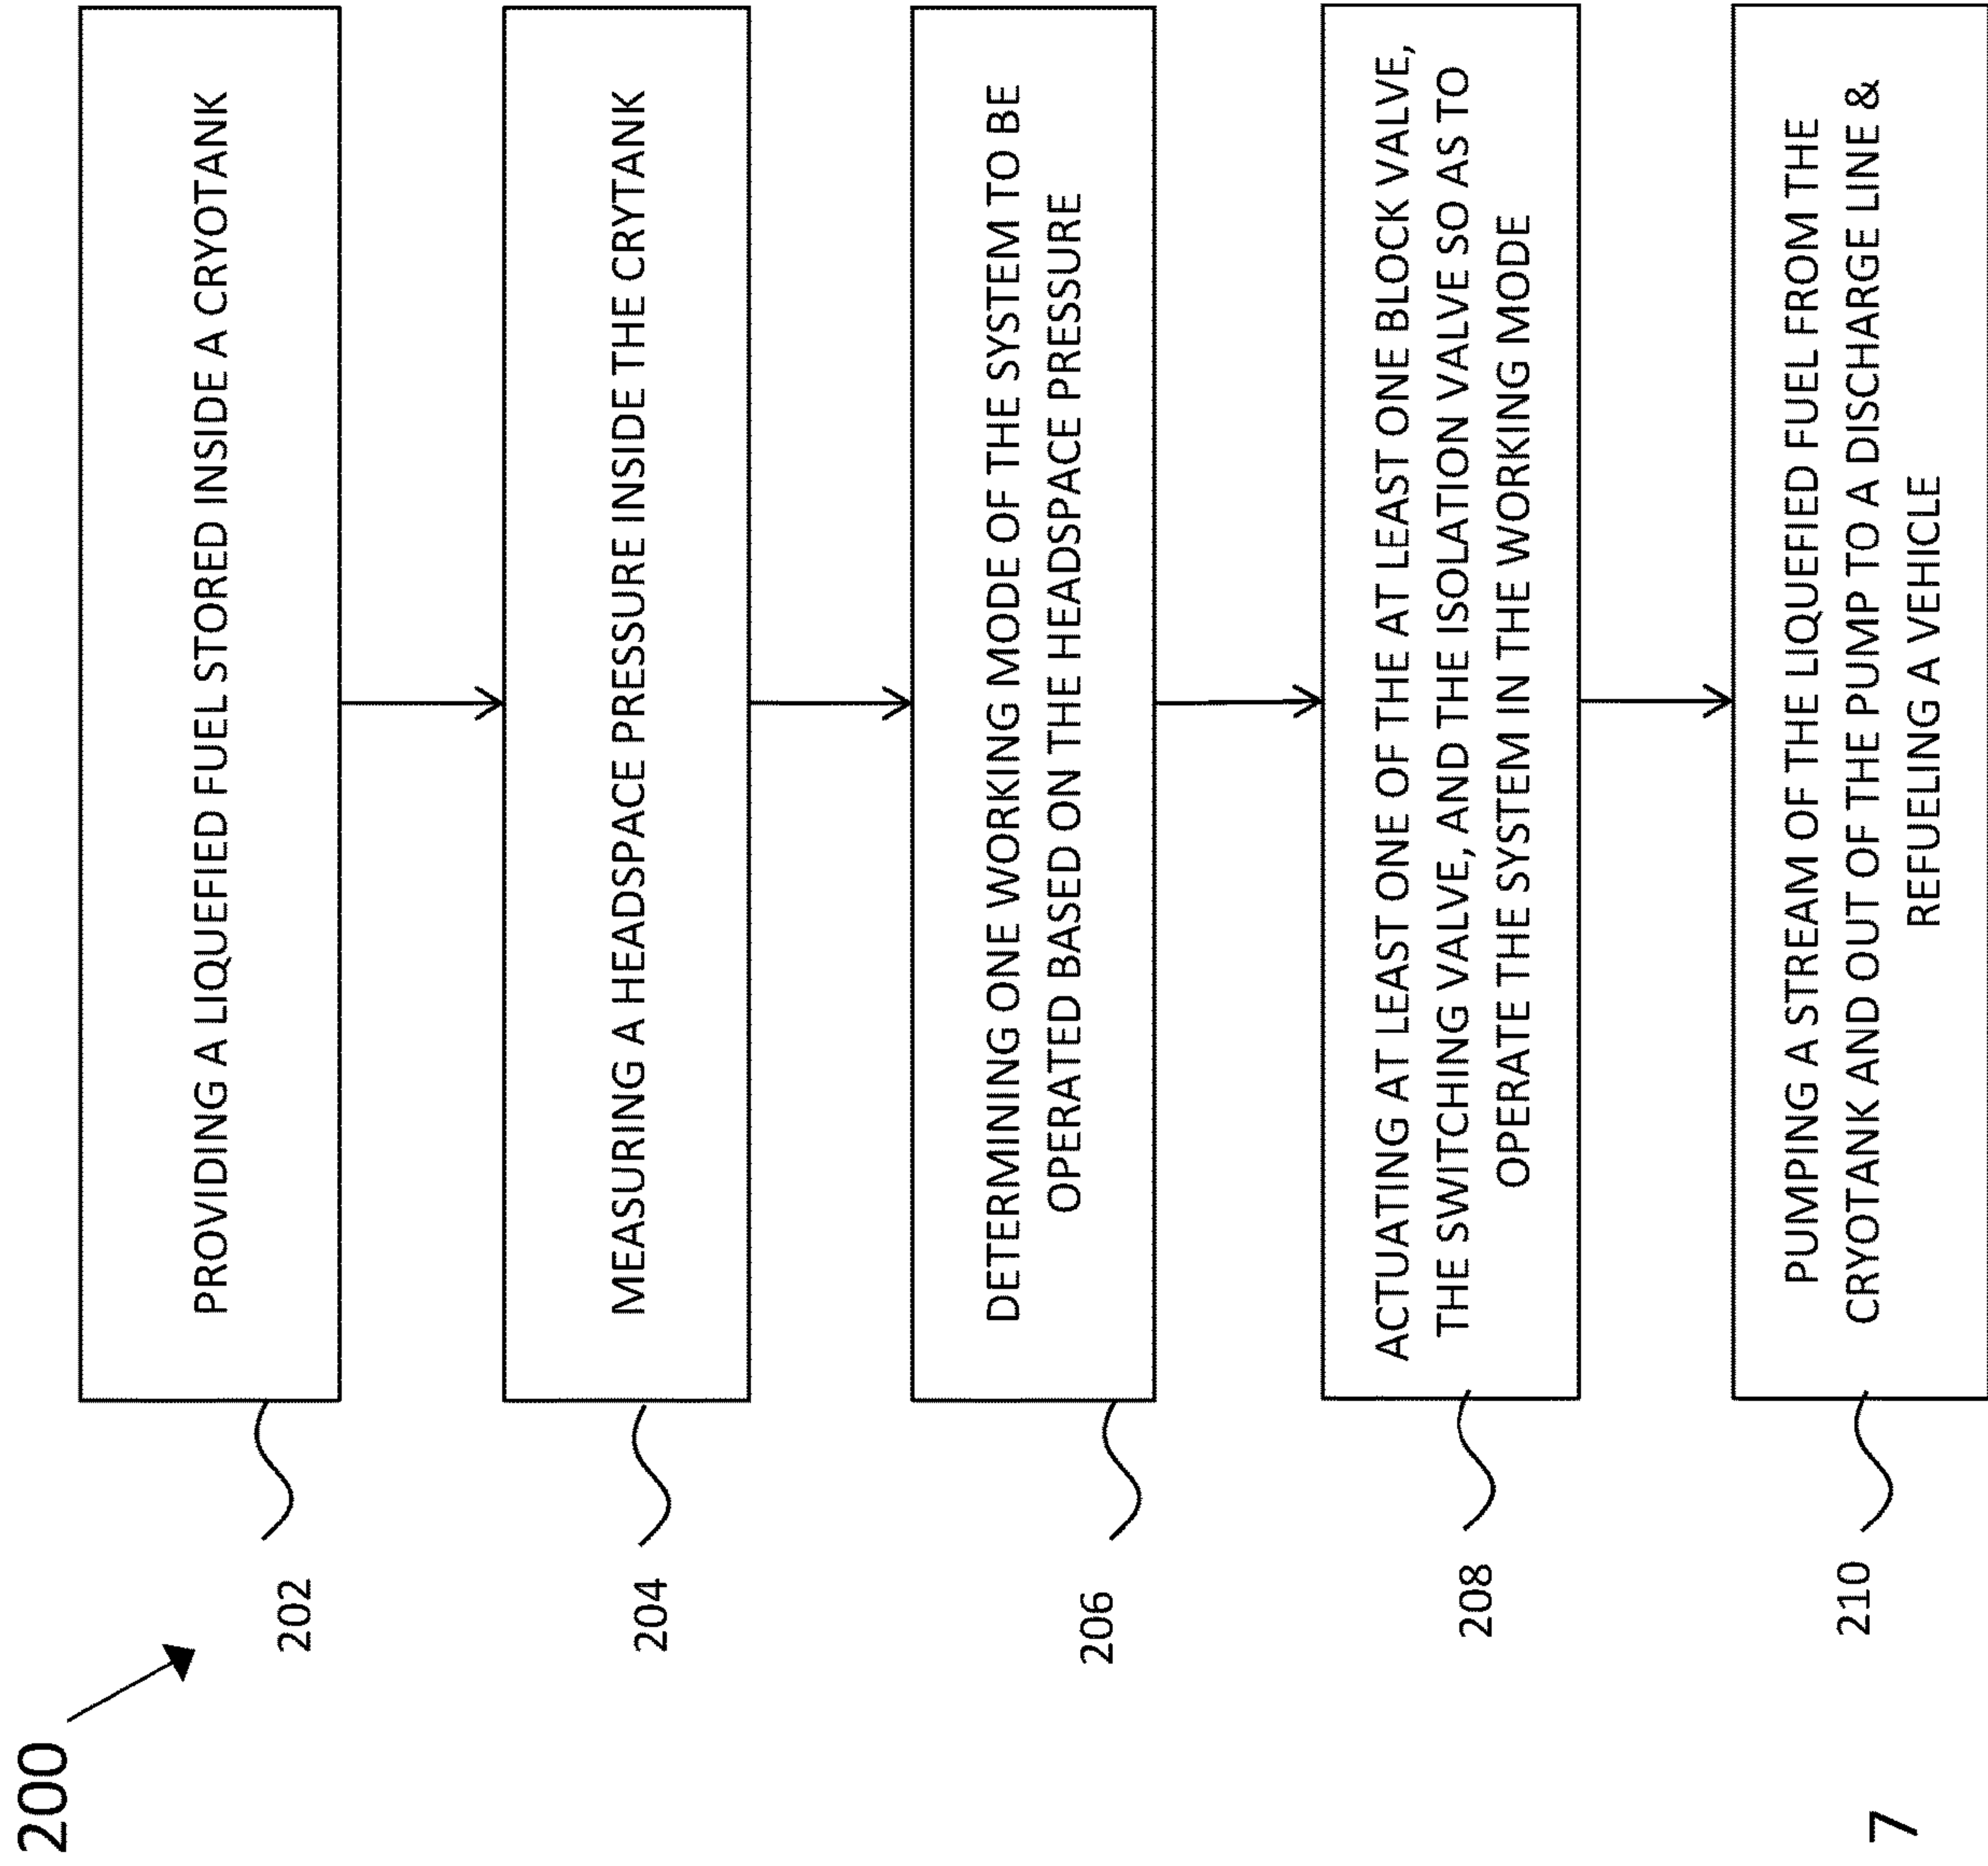 200
202
PROVIDING A LIQUEFIED FUEL STORED INSIDE A CRYOTANK
204
MEASURING A HEADSPACE PRESSURE INSIDE THE CRYTANK
206
DETERMINING ONE WORKING MODE OF THE SYSTEM TO BE
OPERATED BASED ON THE HEADSPACE PRESSURE
208
ACTUATING AT LEAST ONE OF THE AT LEAST ONE BLOCK VALVE,
THE SWITCHING VALVE, AND THE ISOLATION VALVE SO AS TO
OPERATE THE SYSTEM IN THE WORKING MODE
210
PUMPING A STREAM OF THE LIQUEFIED FUEL FROM THE
CRYOTANK AND OUT OF THE PUMP TO A DISCHARGE LINE &
REFUELING A VEHICLE
7